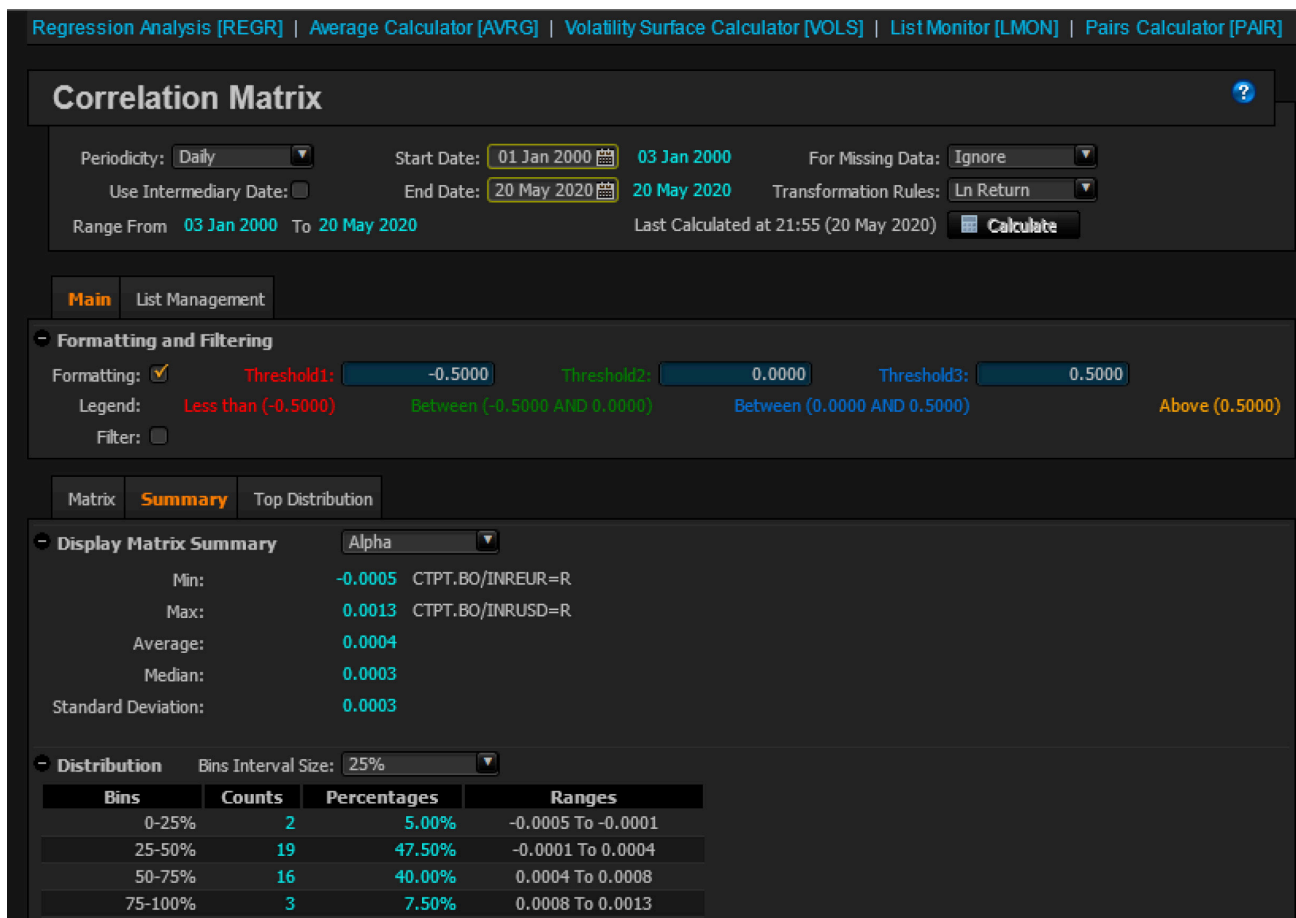 Regression Analysis [REGR] | Average Calculator [AVRG] | Volatility Surface Calculator [VOLS] | List Monitor [LMON] | Pairs Calculator [PAIR]
Correlation Matrix ?
Periodicity: Daily Start Date: 01 Jan 2000 03 Jan 2000 For Missing Data: Ignore
Use Intermediary Date: End Date: 20 May 2020 20 May 2020 Transformation Rules: Ln Return
Range From 03 Jan 2000 To 20 May 2020 Last Calculated at 21:55 (20 May 2020) Calculate
Main List Management
Formatting and Filtering
Formatting: Threshold1: -0.5000 Threshold2: 0.0000 Threshold3: 0.5000
Legend: Less than (-0.5000) Between (-0.5000 AND 0.0000) Between (0.0000 AND 0.5000) Above (0.5000)
Filter:
Matrix Summary Top Distribution
Display Matrix Summary Alpha
Min: -0.0005 CTPT.BO/INREUR=R
Max: 0.0013 CTPT.BO/INRUSD=R
Average: 0.0004
Median: 0.0003
Standard Deviation: 0.0003
Distribution Bins Interval Size: 25%
Bins Counts Percentages Ranges
0-25% 2 5.00% -0.0005 To -0.0001
25-50% 19 47.50% -0.0001 To 0.0004
50-75% 16 40.00% 0.0004 To 0.0008
75-100% 3 7.50% 0.0008 To 0.0013